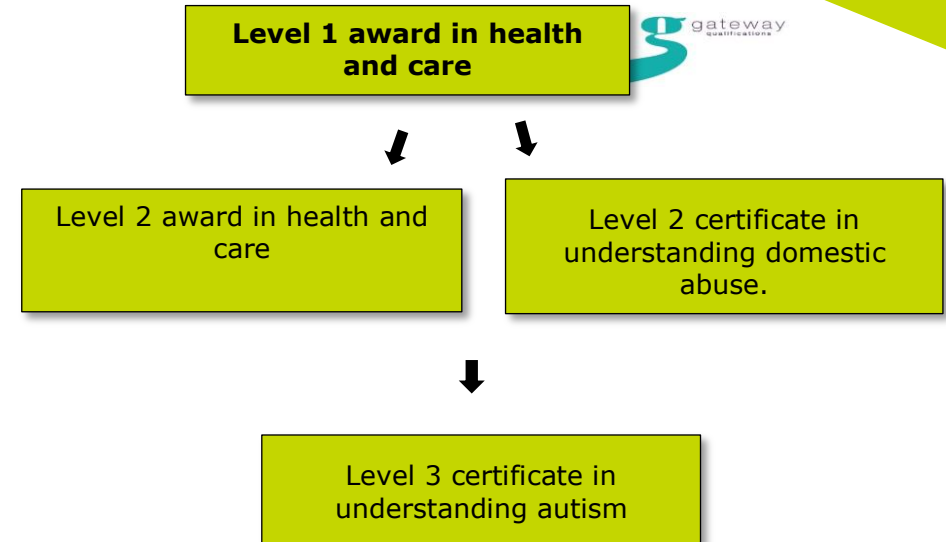 Level 1 award in health
and care
gateway
qualifications
Level 2 award in health and
care
Level 2 certificate in
understanding domestic
abuse.
Level 3 certificate in
understanding autism